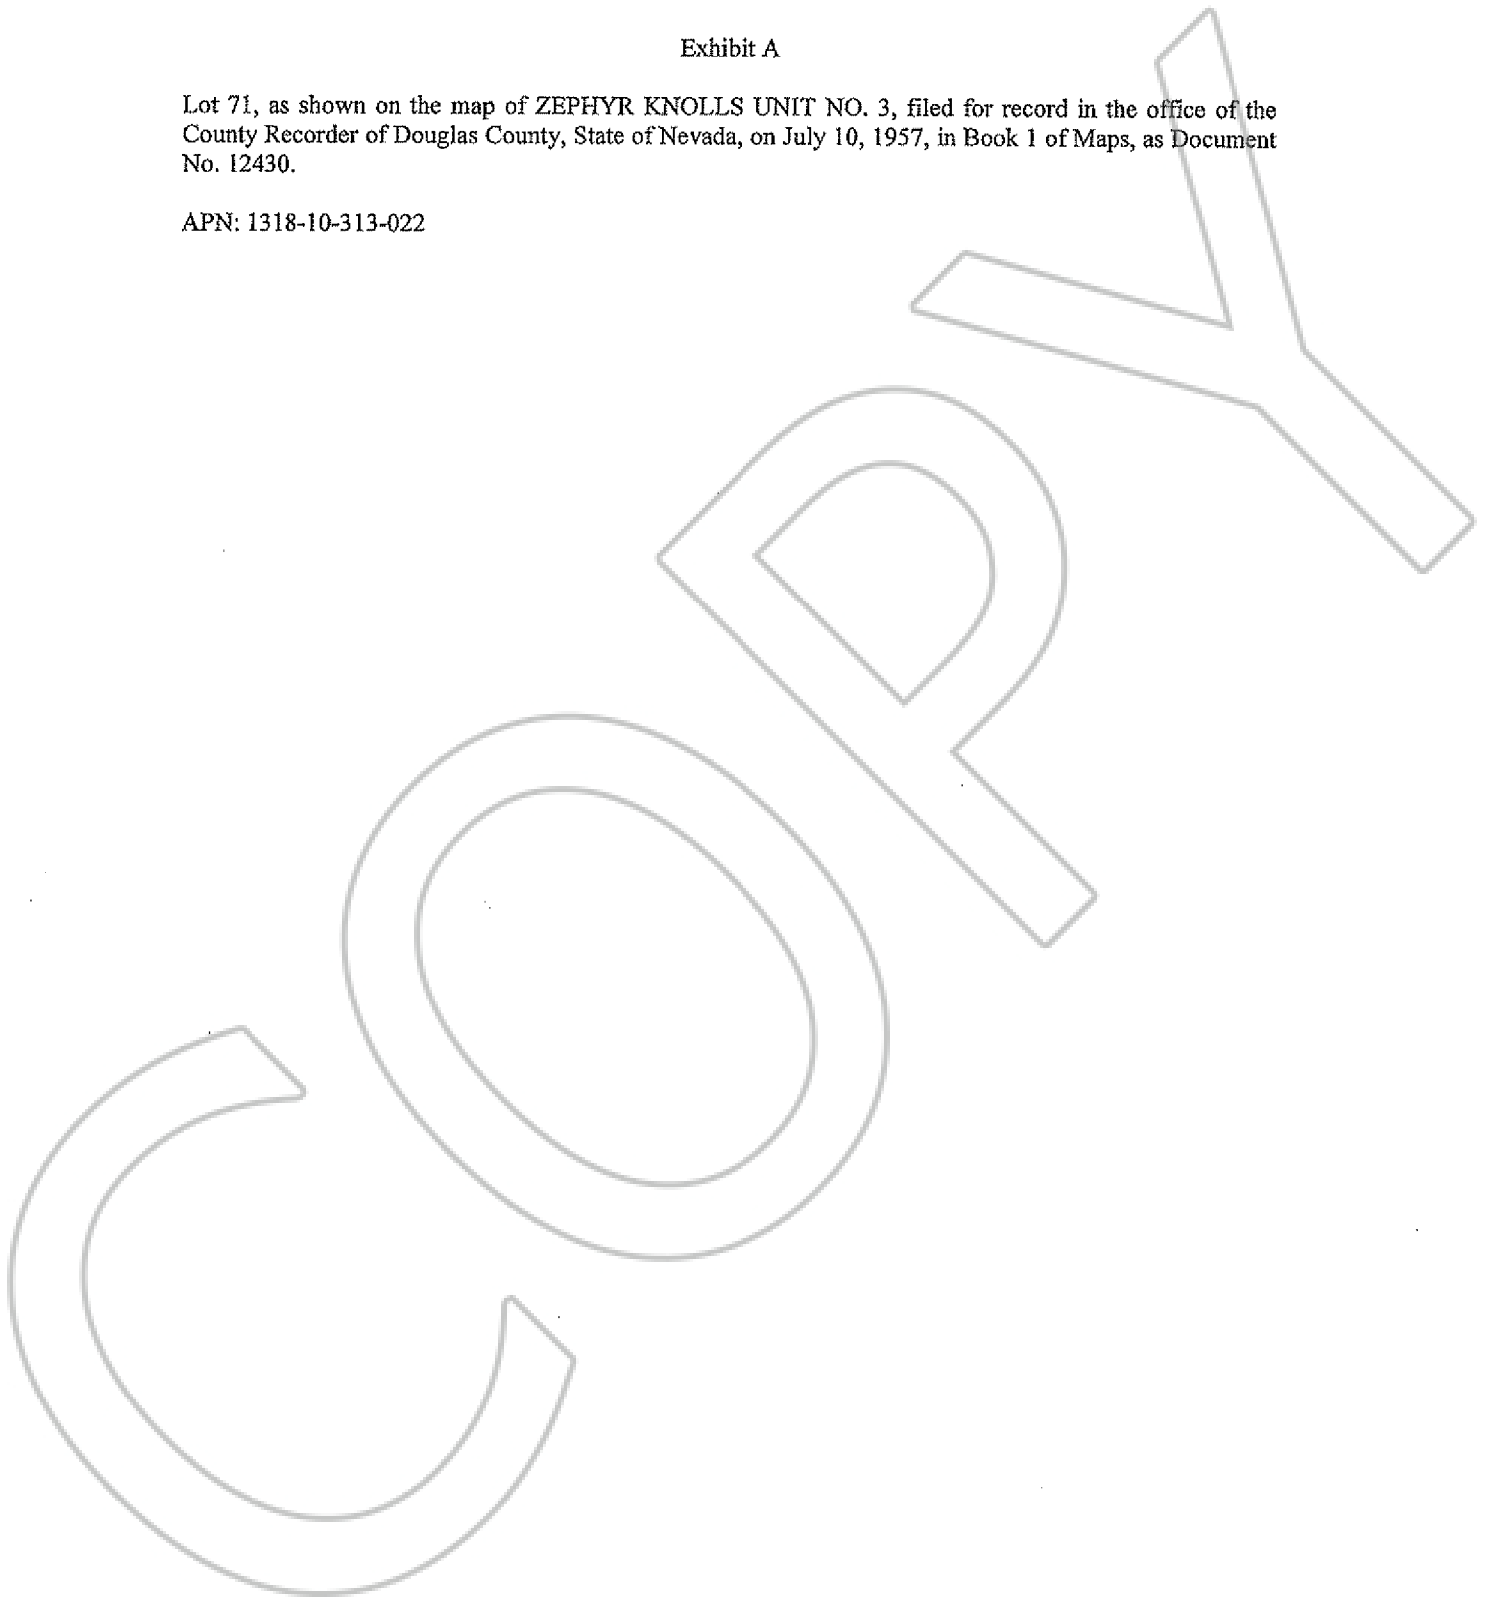 Exhibit A
Lot 71, as shown on the map of ZEPHYR KNOLLS UNIT NO. 3, filed for record in the office of the
County Recorder of Douglas County, State of Nevada, on July 10, 1957, in Book 1 of Maps, as Document
No. 12430.
APN: 1318-10-313-022
COPY